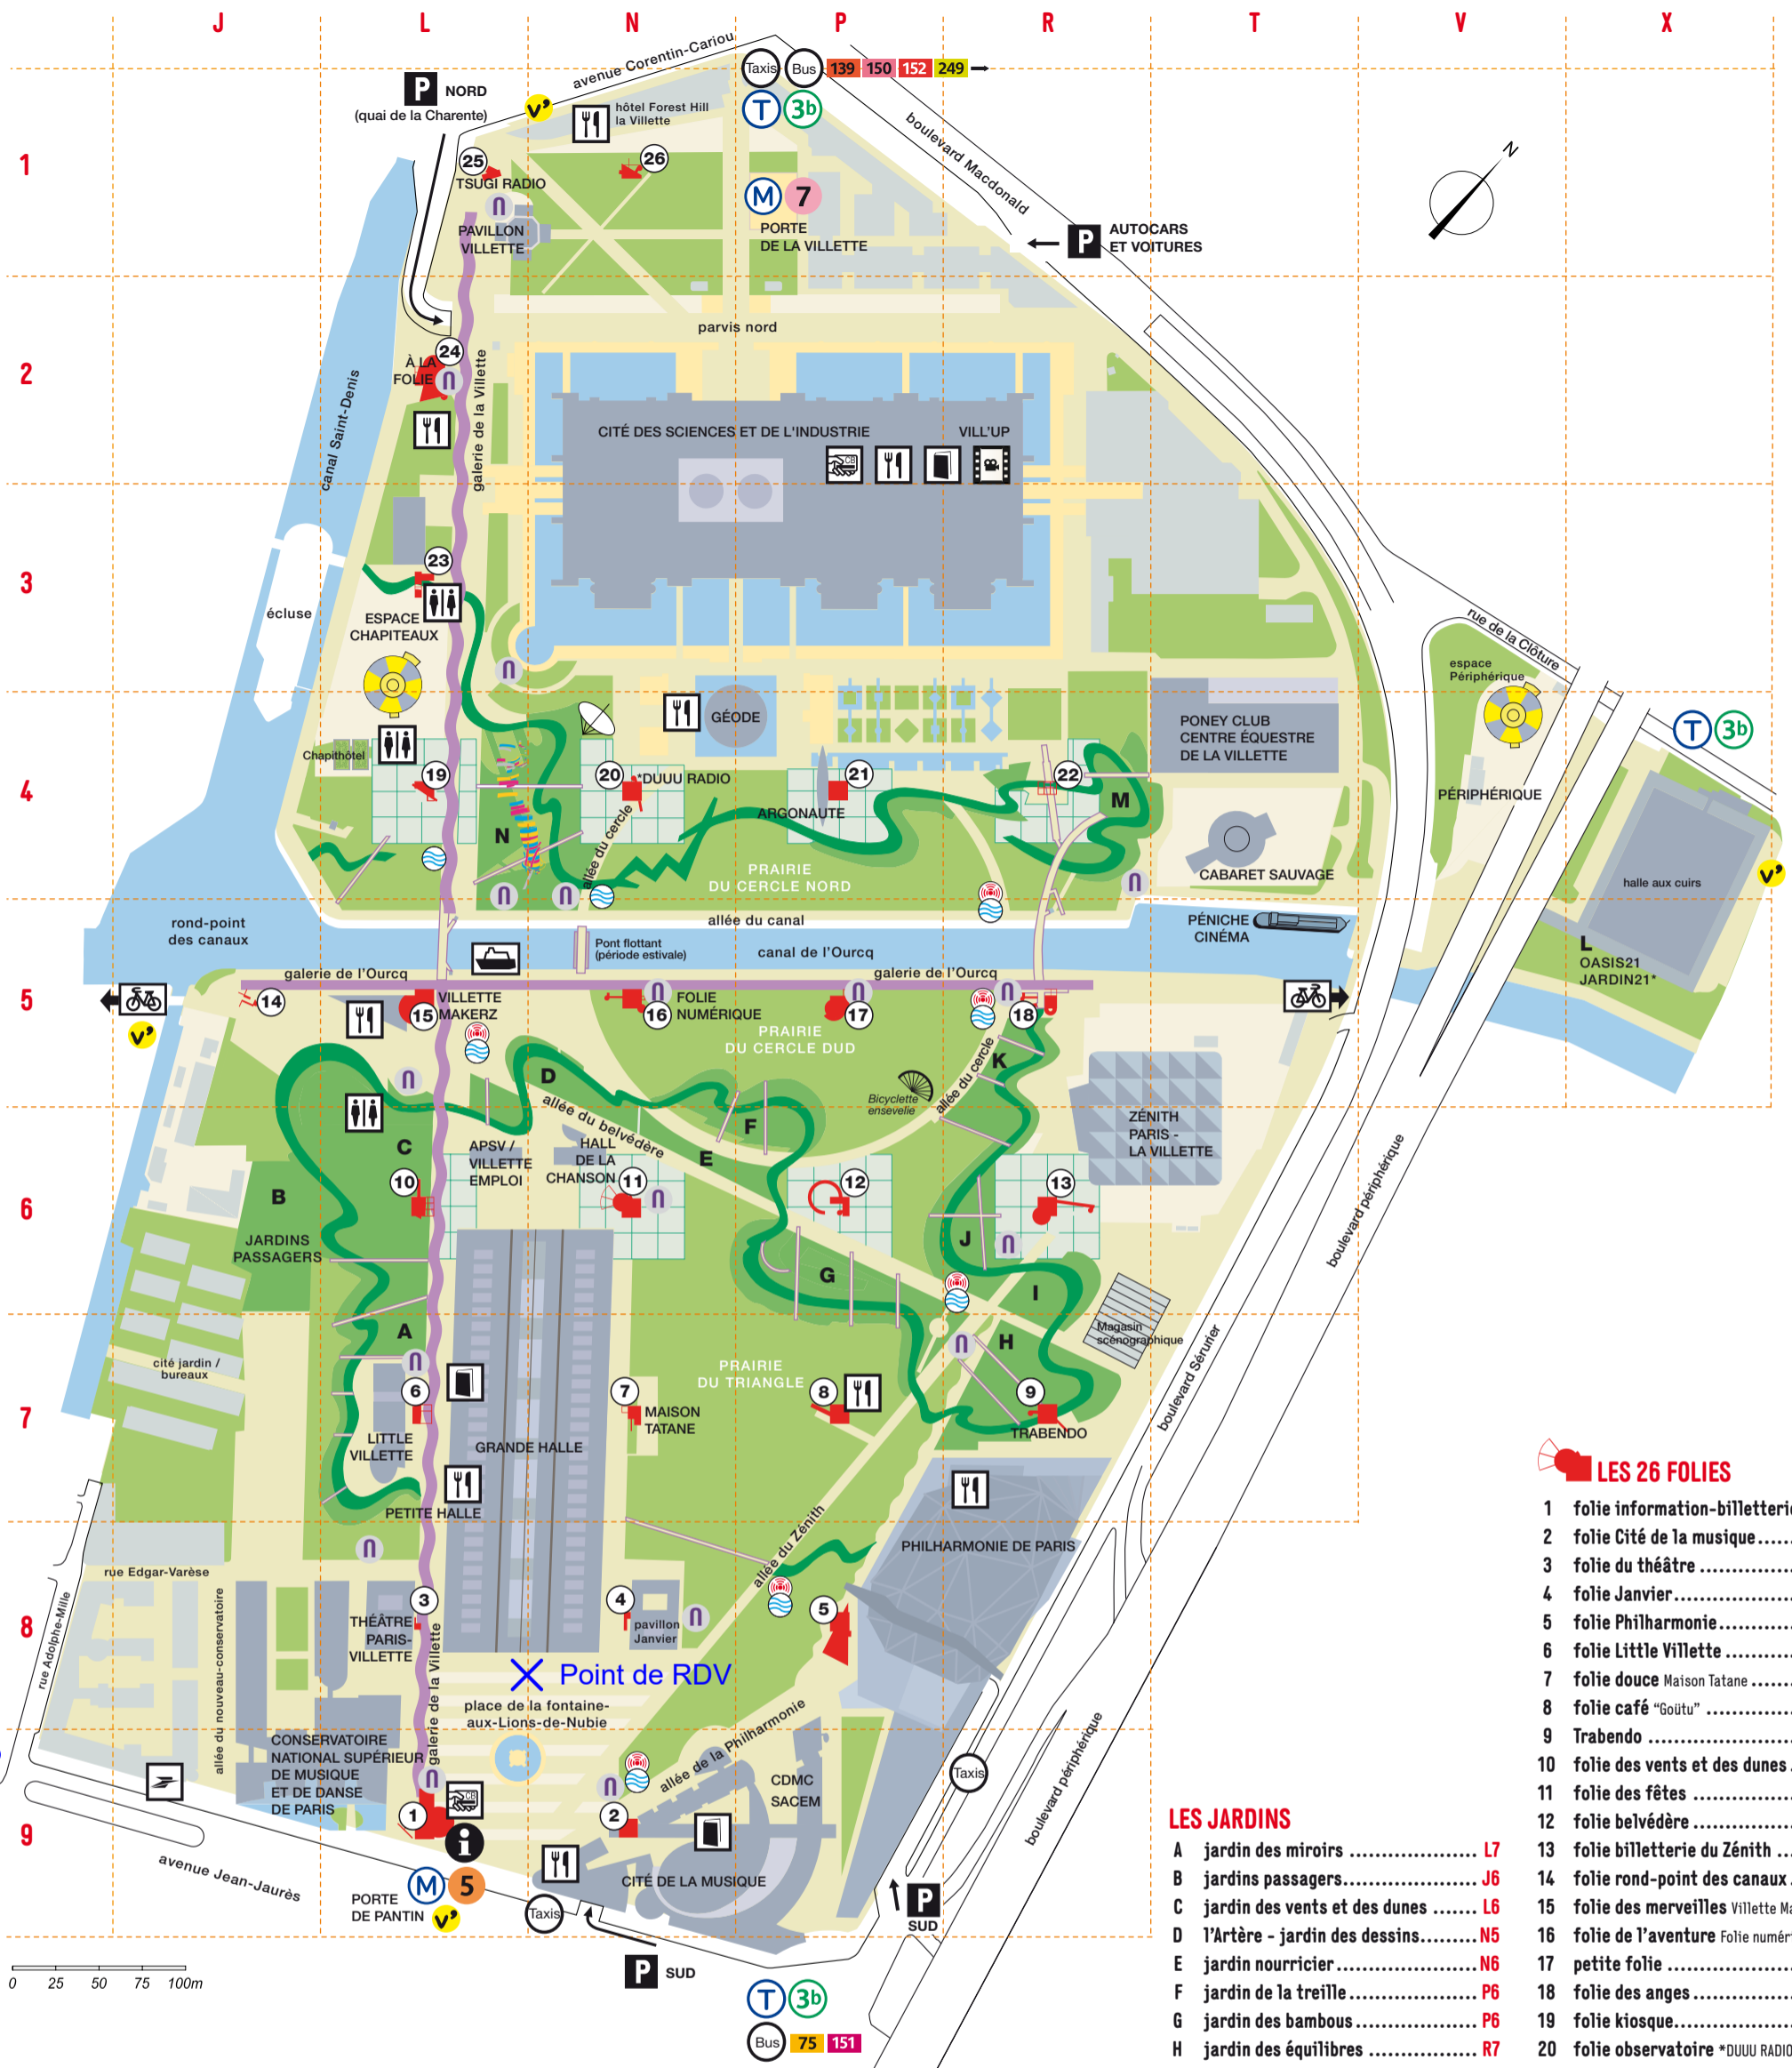 J L N P R T V X
avenue Corentin-Cariou
Taxis Bus 139 150 152 249
P NORD
(quai de la Charente)
V'
hôtel Forest Hill
la Villette
T 3b
boulevard Macdonald
N
1
25
TSUGI RADIO
26
M 7
PORTE
DE LA VILLETTE
PAVILLON
VILLETTE
P AUTOCARS
ET VOITURES
parvis nord
2
24
À LA
FOLIE
galerie de la Villette
canal Saint-Denis
CITÉ DES SCIENCES ET DE L'INDUSTRIE
VILL'UP
CB
3
23
écluse
ESPACE
CHAPITEAUX
rue de la Clôture
espace
Périphérique
GÉODE
PONEY CLUB
CENTRE ÉQUESTRE
DE LA VILLETTE
T 3b
Chapithôtel
4
19
20
*DUUU RADIO
21
22
ARGONAUTE
M
PÉRIPHÉRIQUE
N
allée du cercle
PRAIRIE
DU CERCLE NORD
CABARET SAUVAGE
halle aux cuirs
V'
rond-point
des canaux
allée du canal
PÉNICHE
CINÉMA
Pont flottant
(période estivale)
canal de l'Ourcq
L
OASIS21
JARDIN21*
galerie de l'Ourcq
galerie de l'Ourcq
5
14
15
VILLETTE
MAKERZ
16
FOLIE
NUMÉRIQUE
17
18
V'
PRAIRIE
DU CERCLE DUD
allée du cercle
K
D
Bicyclette
ensevelie
allée du belvédère
F
ZÉNITH
PARIS -
LA VILLETTE
C
APSV /
VILLETTE
EMPLOI
HALL
DE LA
CHANSON
E
boulevard périphérique
6
B
10
11
12
13
JARDINS
PASSAGERS
J
G
I
A
H
Magasin
scénographique
cité jardin /
bureaux
PRAIRIE
DU TRIANGLE
boulevard Sérurier
7
6
7
MAISON
TATANE
8
9
TRABENDO
LITTLE
VILLETTE
GRANDE HALLE
PETITE HALLE
allée du Zénith
PHILHARMONIE DE PARIS
rue Edgar-Varèse
rue Adolphe-Mille
allée du nouveau-conservatoire
8
3
THÉÂTRE
PARIS-
VILLETTE
galerie de la Villette
4
pavillon
Janvier
5
Point de RDV
place de la fontaine-
aux-Lions-de-Nubie
allée de la Philharmonie
boulevard périphérique
CONSERVATOIRE
NATIONAL SUPÉRIEUR
DE MUSIQUE
ET DE DANSE
DE PARIS
CDMC
SACEM
Taxis
9
1
CB
i
2
CITÉ DE LA MUSIQUE
avenue Jean-Jaurès
M 5
PORTE
DE PANTIN
V'
Taxis
P
SUD
P SUD
0 25 50 75 100m
T 3b
Bus 75 151
LES JARDINS
A jardin des miroirs .................... L7
B jardins passagers..................... J6
C jardin des vents et des dunes ....... L6
D l'Artère - jardin des dessins......... N5
E jardin nourricier...................... N6
F jardin de la treille................... P6
G jardin des bambous.................. P6
H jardin des équilibres ................ R7
LES 26 FOLIES
1 folie information-billetterie
2 folie Cité de la musique......
3 folie du théâtre ..............
4 folie Janvier..................
5 folie Philharmonie............
6 folie Little Villette ...........
7 folie douce Maison Tatane ....
8 folie café "Goütu" ............
9 Trabendo .....................
10 folie des vents et des dunes.
11 folie des fêtes ...............
12 folie belvédère ...............
13 folie billetterie du Zénith ...
14 folie rond-point des canaux.
15 folie des merveilles Villette Ma
16 folie de l'aventure Folie numér
17 petite folie ..................
18 folie des anges...............
19 folie kiosque..................
20 folie observatoire *DUUU RADIO